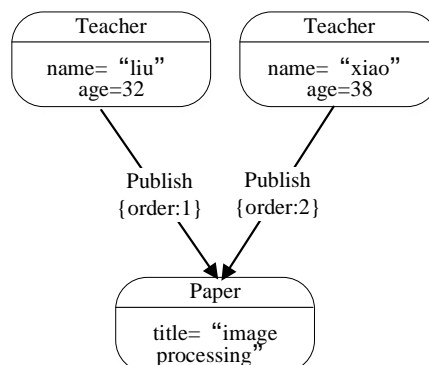 Teacher
name= “liu”
age=32
Teacher
name= “xiao”
age=38
Publish
{order:1}
Publish
{order:2}
Paper
title= “image
processing”